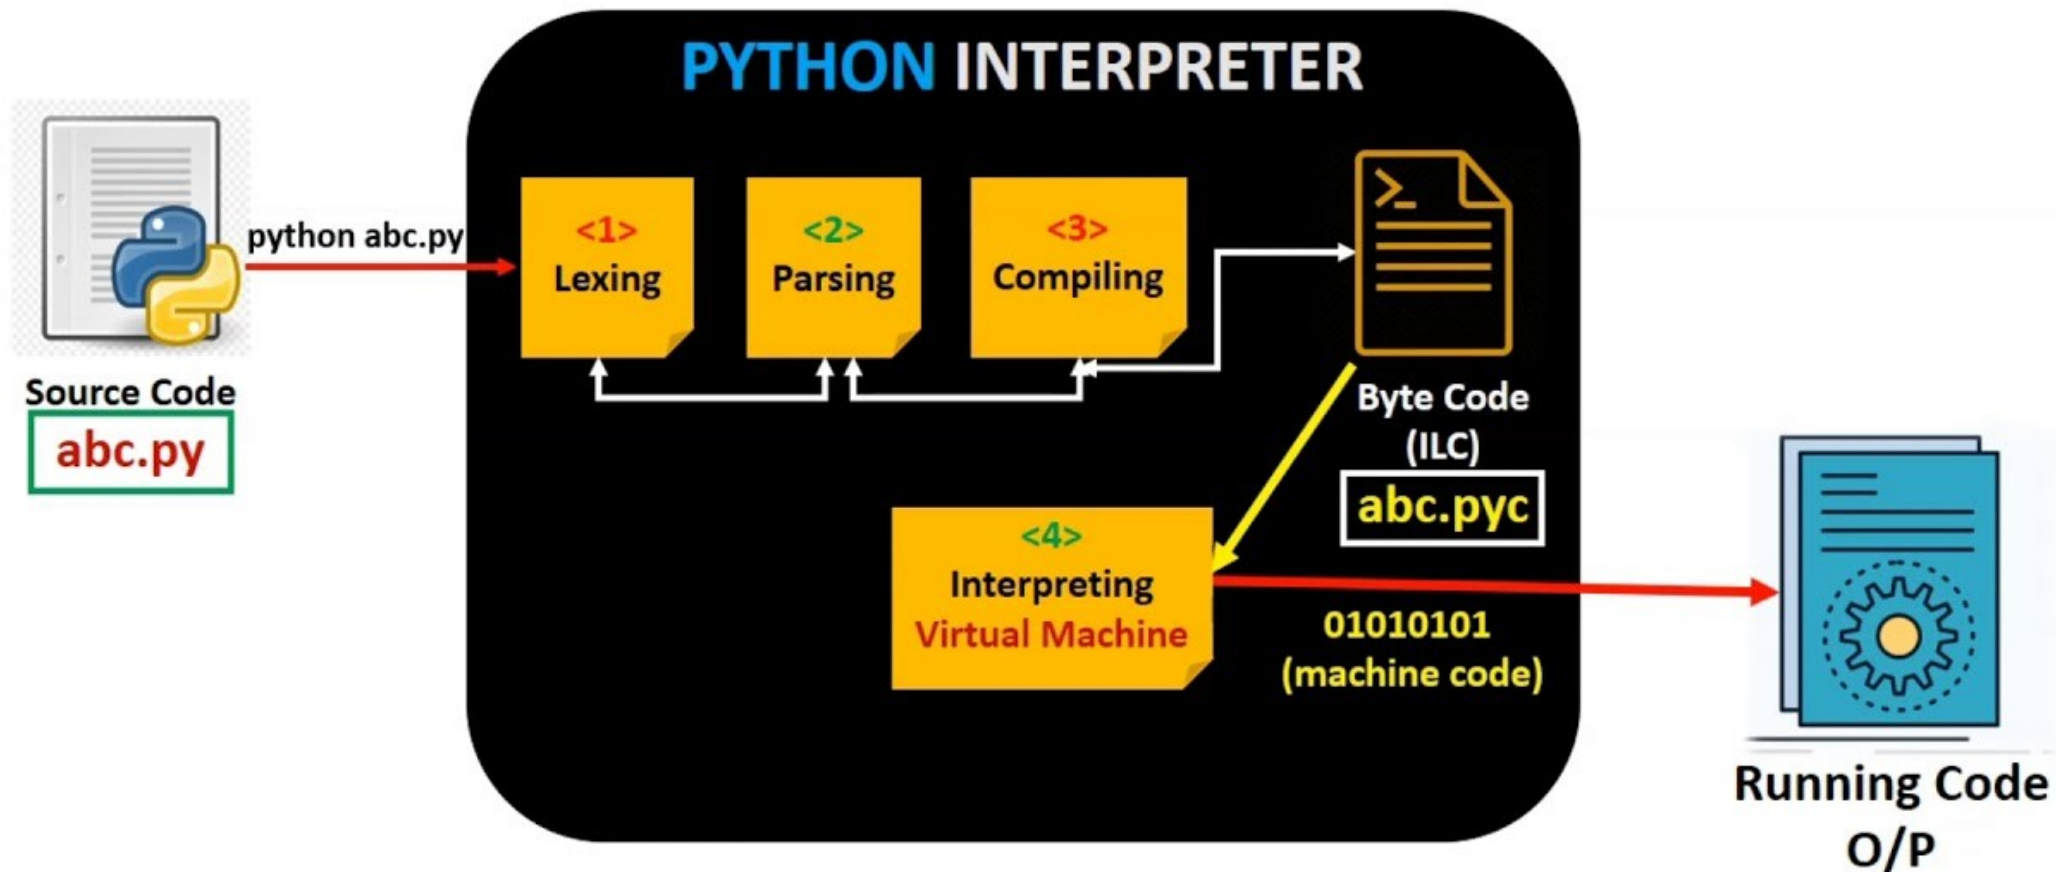 PYTHON INTERPRETER
python abc.py
Source Code
abc.py
<1>
Lexing
<2>
Parsing
<3>
Compiling
>_
Byte Code
(ILC)
abc.pyc
<4>
Interpreting
Virtual Machine
01010101
(machine code)
Running Code
O/P